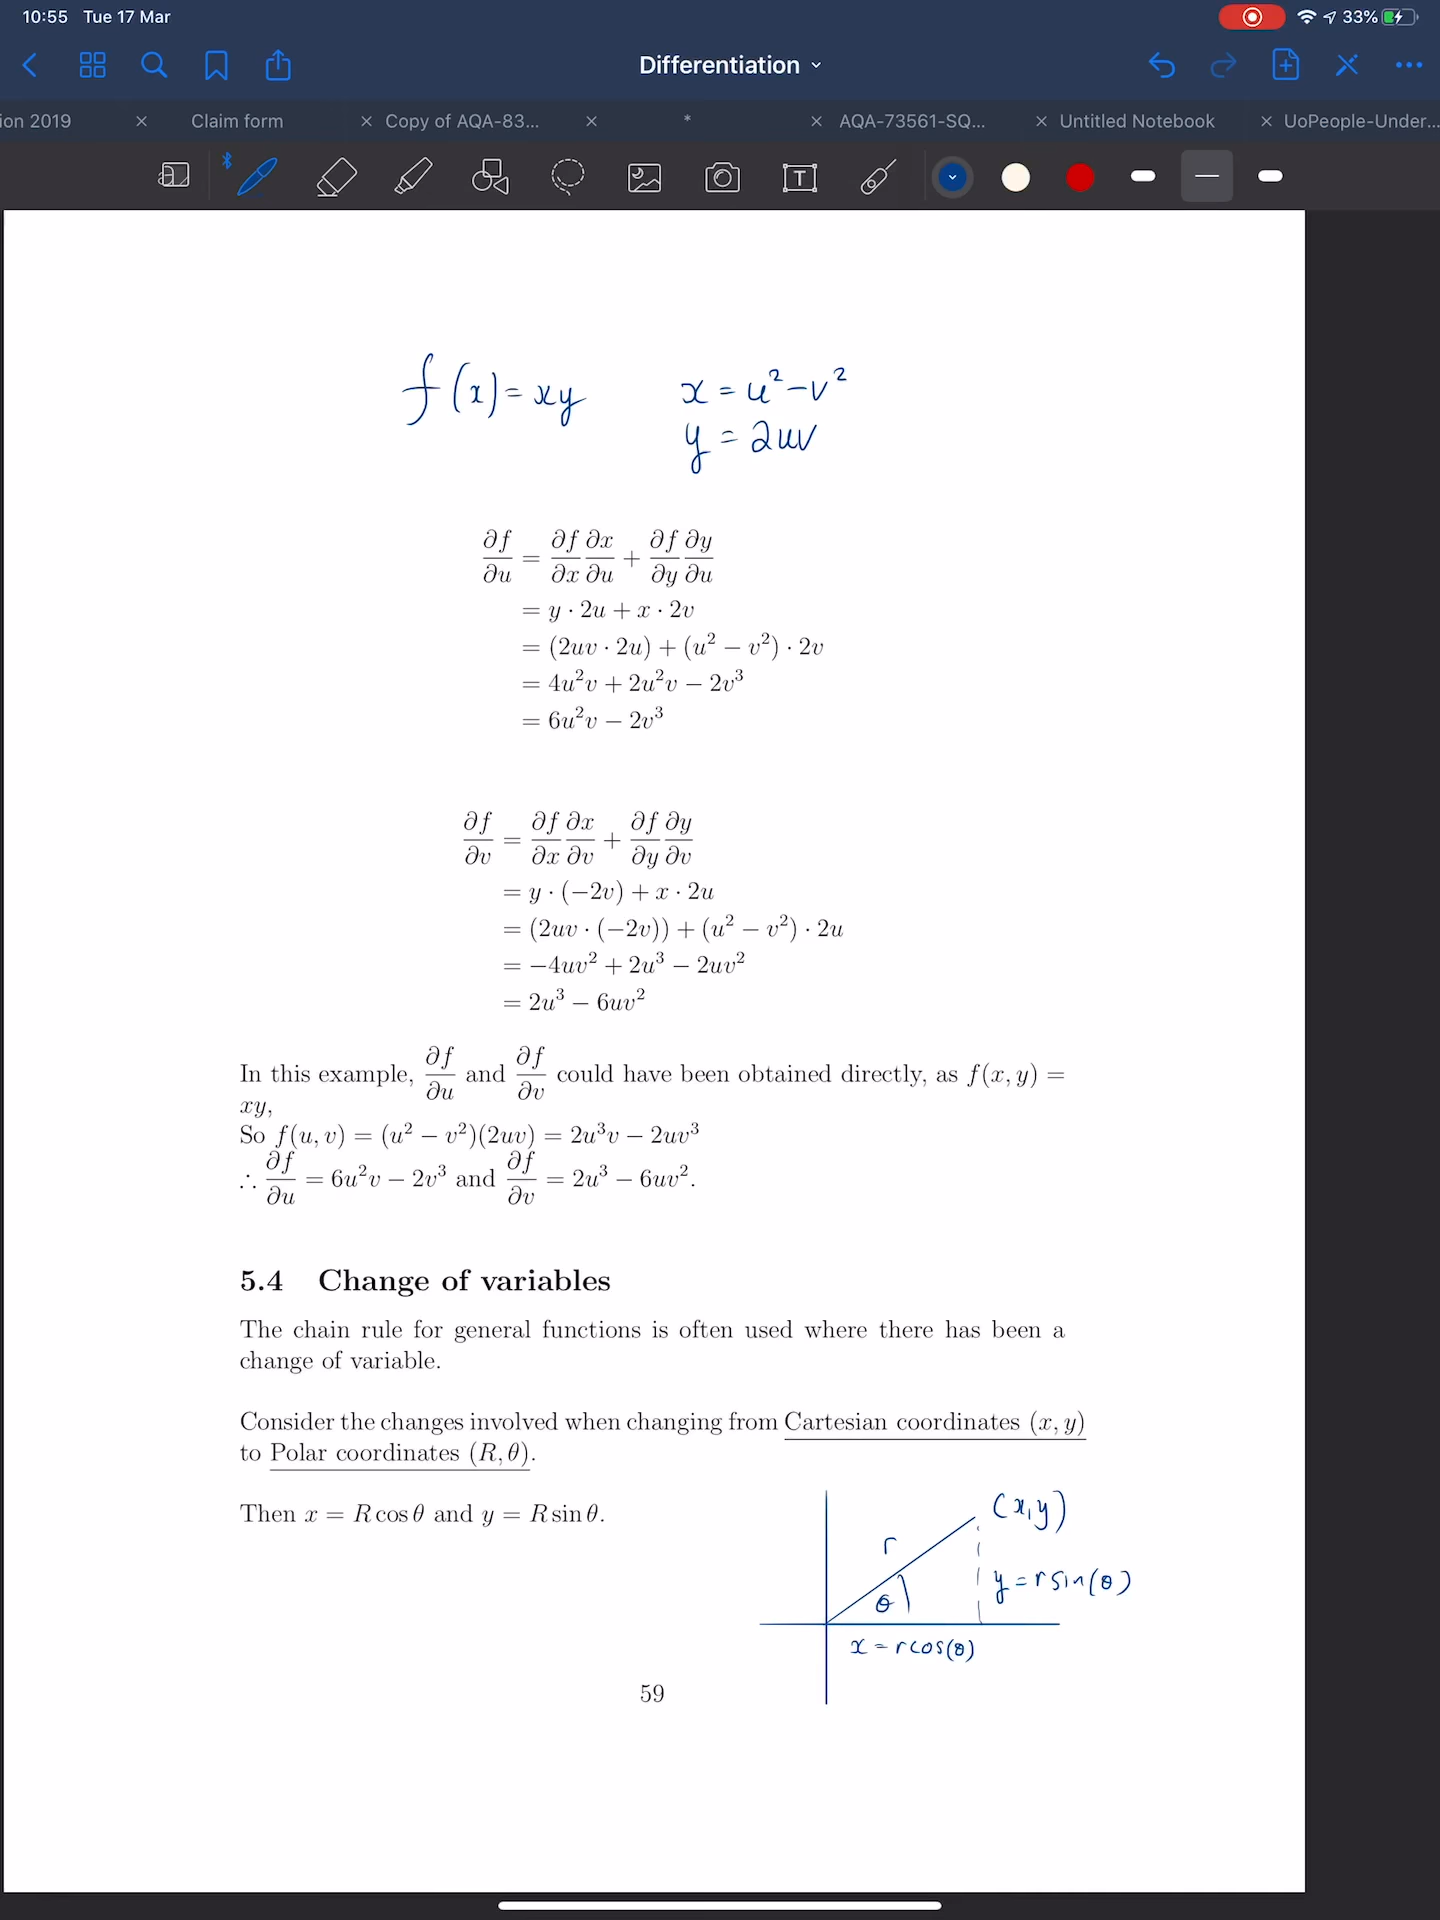 10:55 Tue 17 Mar 33%
Differentiation
ion 2019 × Claim form × Copy of AQA-83... × * × AQA-73561-SQ... × Untitled Notebook × UoPeople-Under...
T
f(x) = xy x = u² − v²
y = 2uv
∂f/∂u = ∂f/∂x ∂x/∂u + ∂f/∂y ∂y/∂u
= y · 2u + x · 2v
= (2uv · 2u) + (u² − v²) · 2v
= 4u²v + 2u²v − 2v³
= 6u²v − 2v³
∂f/∂v = ∂f/∂x ∂x/∂v + ∂f/∂y ∂y/∂v
= y · (−2v) + x · 2u
= (2uv · (−2v)) + (u² − v²) · 2u
= −4uv² + 2u³ − 2uv²
= 2u³ − 6uv²
In this example, ∂f/∂u and ∂f/∂v could have been obtained directly, as f(x, y) =
xy,
So f(u, v) = (u² − v²)(2uv) = 2u³v − 2uv³
∴ ∂f/∂u = 6u²v − 2v³ and ∂f/∂v = 2u³ − 6uv².
5.4 Change of variables
The chain rule for general functions is often used where there has been a
change of variable.
Consider the changes involved when changing from Cartesian coordinates (x, y)
to Polar coordinates (R, θ).
Then x = R cos θ and y = R sin θ.
(x,y)
r
y = r sin(θ)
θ
x = r cos(θ)
59